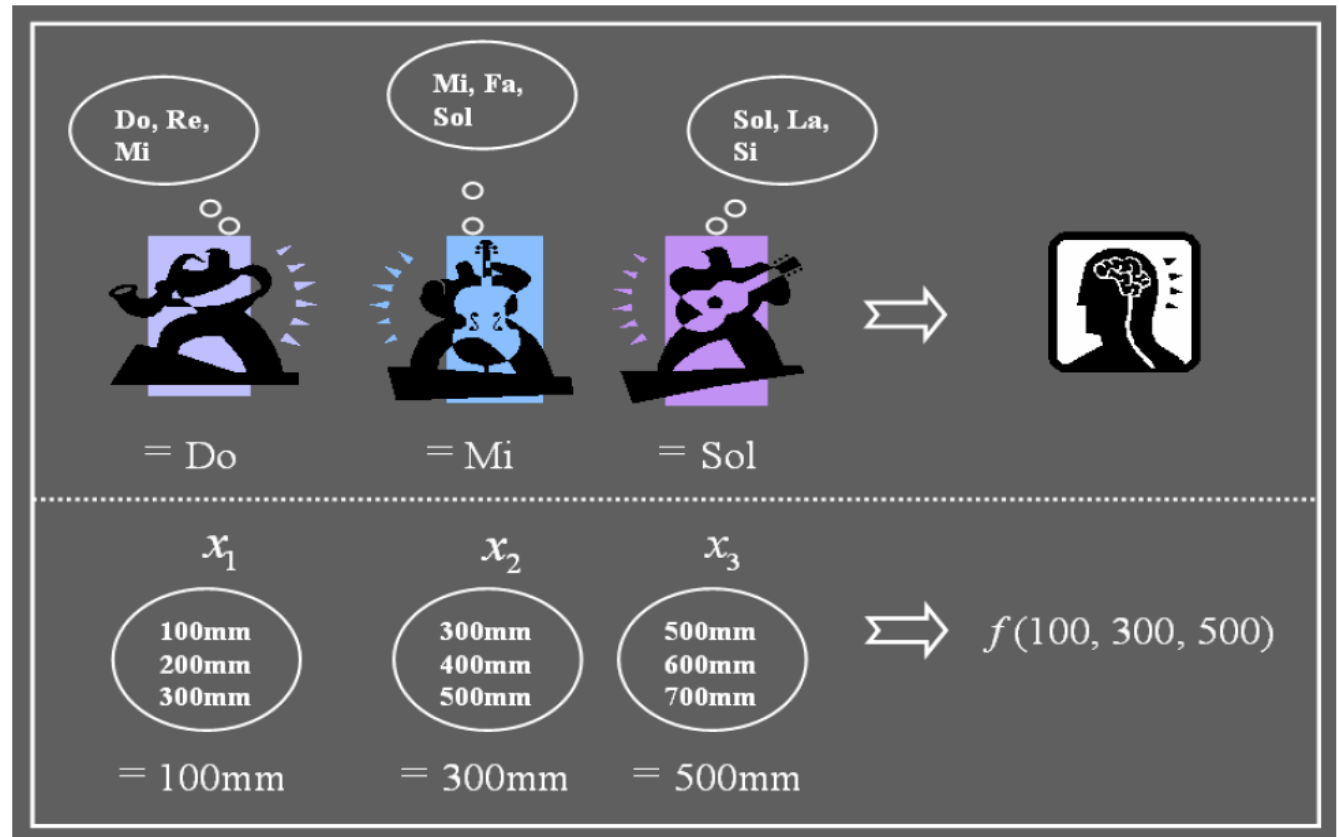 Do, Re,
Mi
Mi, Fa,
Sol
Sol, La,
Si
= Do
= Mi
= Sol
x₁
x₂
x₃
100mm
200mm
300mm
300mm
400mm
500mm
500mm
600mm
700mm
f (100, 300, 500)
= 100mm
= 300mm
= 500mm